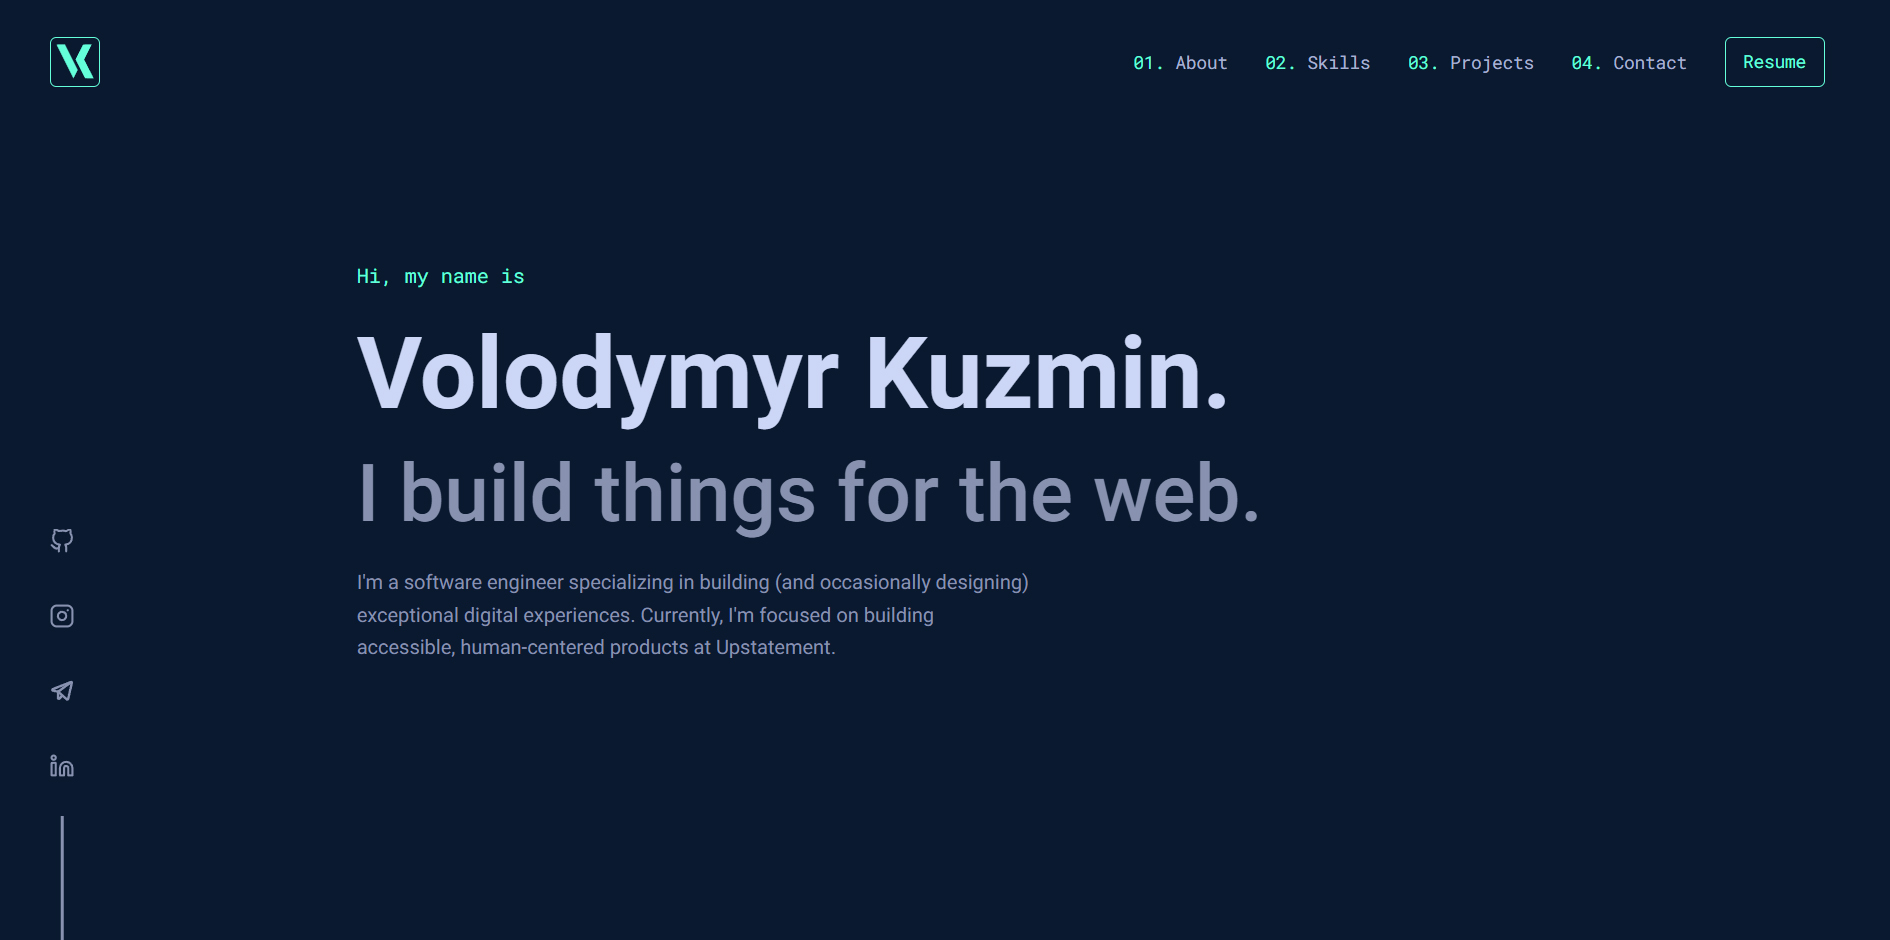 VK
01. About 02. Skills 03. Projects 04. Contact Resume
Hi, my name is
Volodymyr Kuzmin.
I build things for the web.
I'm a software engineer specializing in building (and occasionally designing)
exceptional digital experiences. Currently, I'm focused on building
accessible, human-centered products at Upstatement.